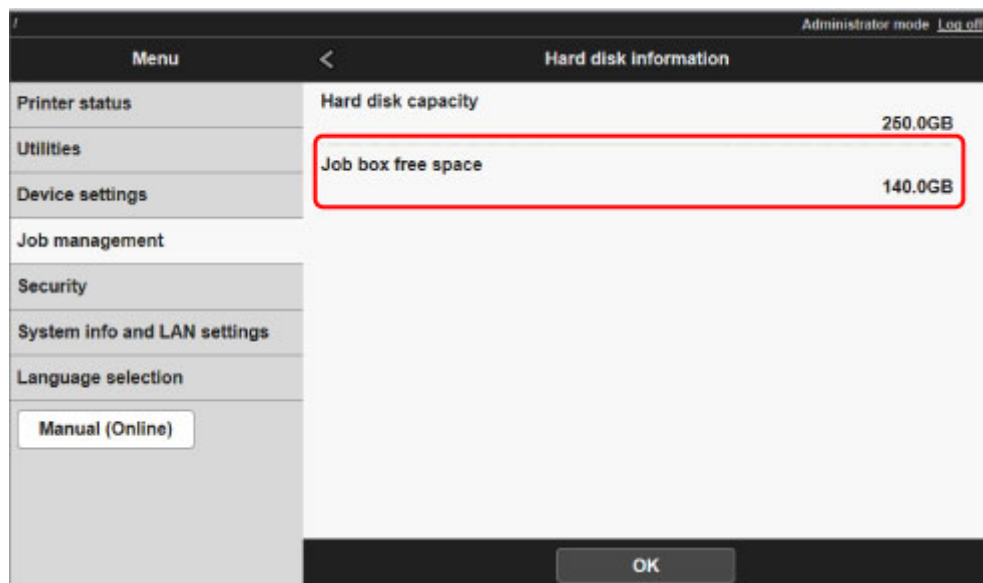 Administrator mode Log off
Menu
< Hard disk information
Printer status
Utilities
Device settings
Job management
Security
System info and LAN settings
Language selection
Manual (Online)
Hard disk capacity
250.0GB
Job box free space
140.0GB
OK